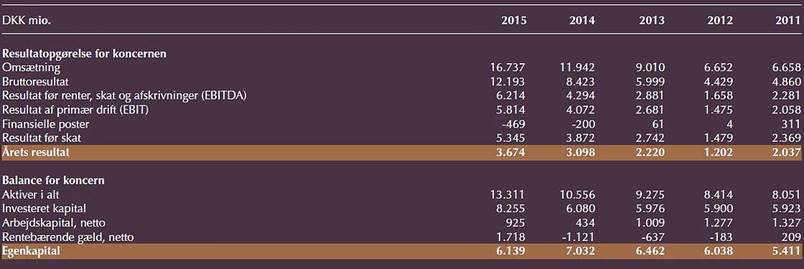 DKK mio. 2015 2014 2013 2012 2011
Resultatopgørelse for koncernen
Omsætning 16.737 11.942 9.010 6.652 6.658
Bruttoresultat 12.193 8.423 5.999 4.429 4.860
Resultat før renter, skat og afskrivninger (EBITDA) 6.214 4.294 2.881 1.658 2.281
Resultat af primær drift (EBIT) 5.814 4.072 2.681 1.475 2.058
Finansielle poster -469 -200 61 4 311
Resultat før skat 5.345 3.872 2.742 1.479 2.369
Årets resultat 3.674 3.098 2.220 1.202 2.037
Balance for koncern
Aktiver i alt 13.311 10.556 9.275 8.414 8.051
Investeret kapital 8.255 6.080 5.976 5.900 5.923
Arbejdskapital, netto 925 434 1.009 1.277 1.327
Rentebærende gæld, netto 1.718 -1.121 -637 -183 209
Egenkapital 6.139 7.032 6.462 6.038 5.411